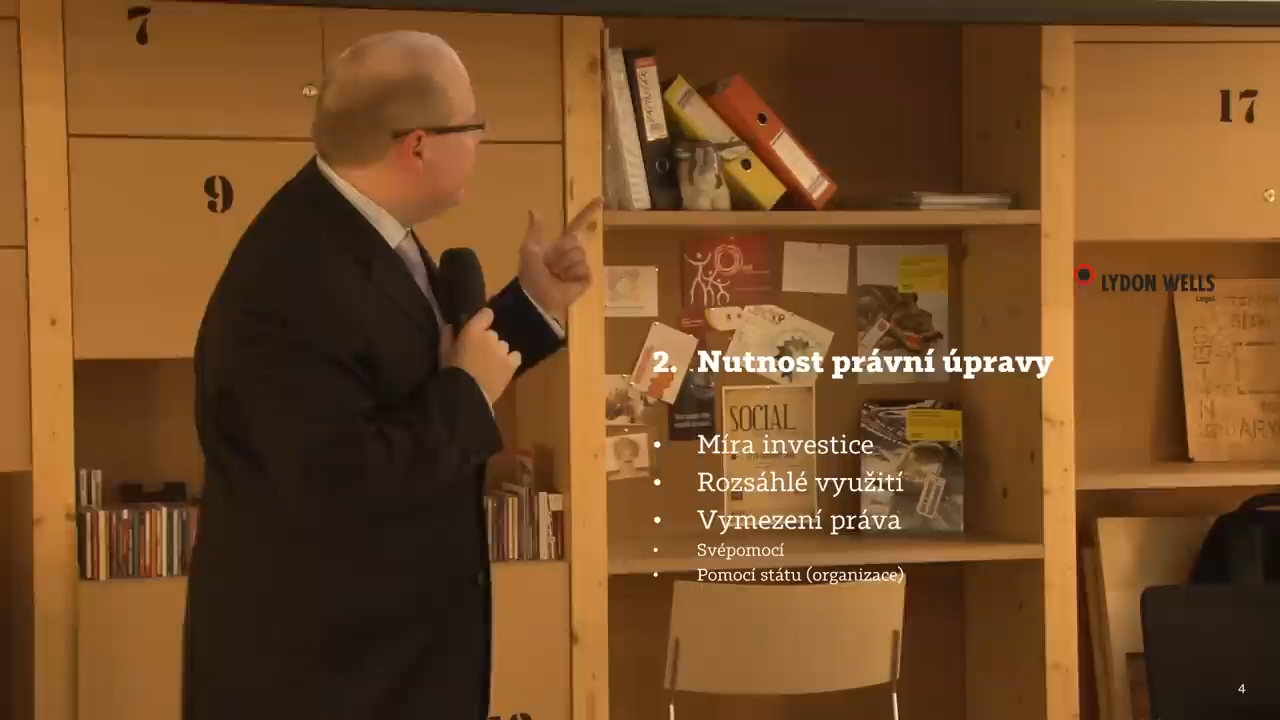 7
9
17
LYDON WELLS
Legal
2. Nutnost právní úpravy
SOCIAL
• Míra investice
• Rozsáhlé využití
• Vymezení práva
• Svépomocí
• Pomocí státu (organizace)
4